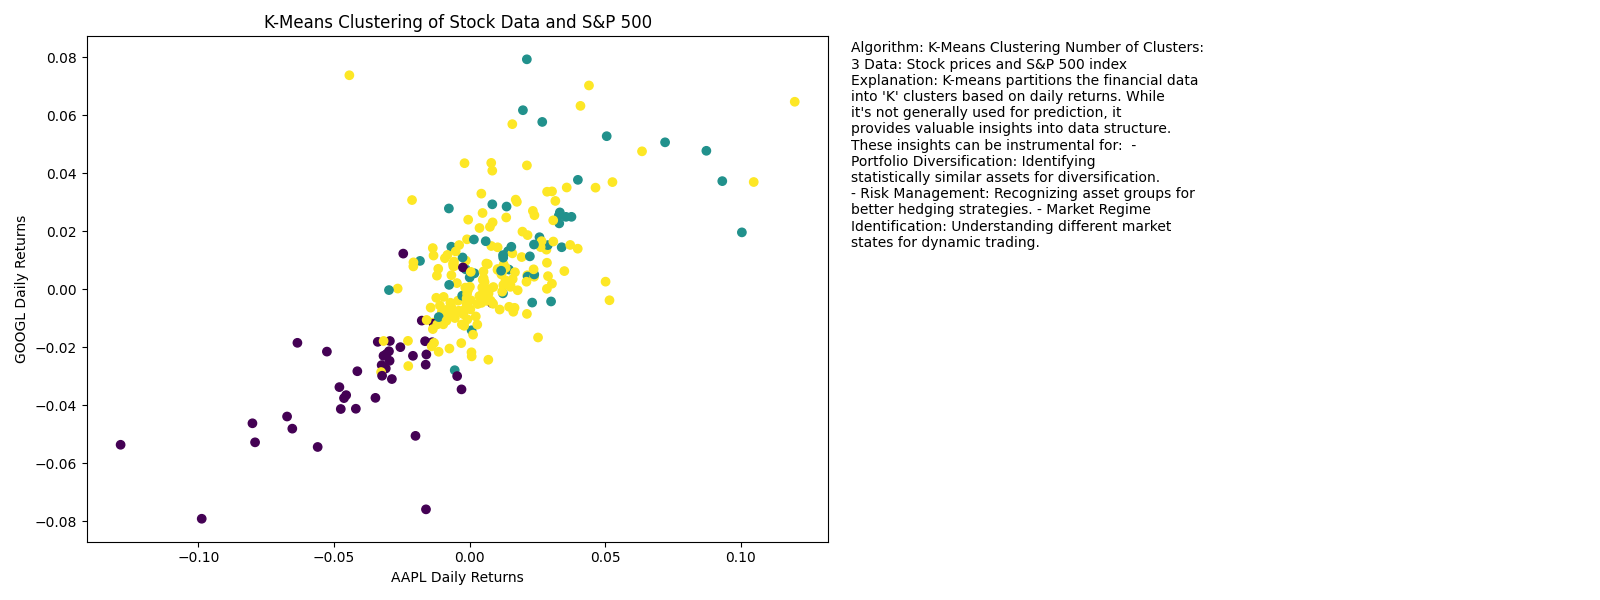 K-Means Clustering of Stock Data and S&P 500
0.08
0.06
0.04
0.02
0.00
−0.02
−0.04
−0.06
−0.08
GOOGL Daily Returns
−0.10
−0.05
0.00
0.05
0.10
AAPL Daily Returns
Algorithm: K-Means Clustering Number of Clusters:
3 Data: Stock prices and S&P 500 index
Explanation: K-means partitions the financial data
into 'K' clusters based on daily returns. While
it's not generally used for prediction, it
provides valuable insights into data structure.
These insights can be instrumental for:  -
Portfolio Diversification: Identifying
statistically similar assets for diversification.
- Risk Management: Recognizing asset groups for
better hedging strategies. - Market Regime
Identification: Understanding different market
states for dynamic trading.